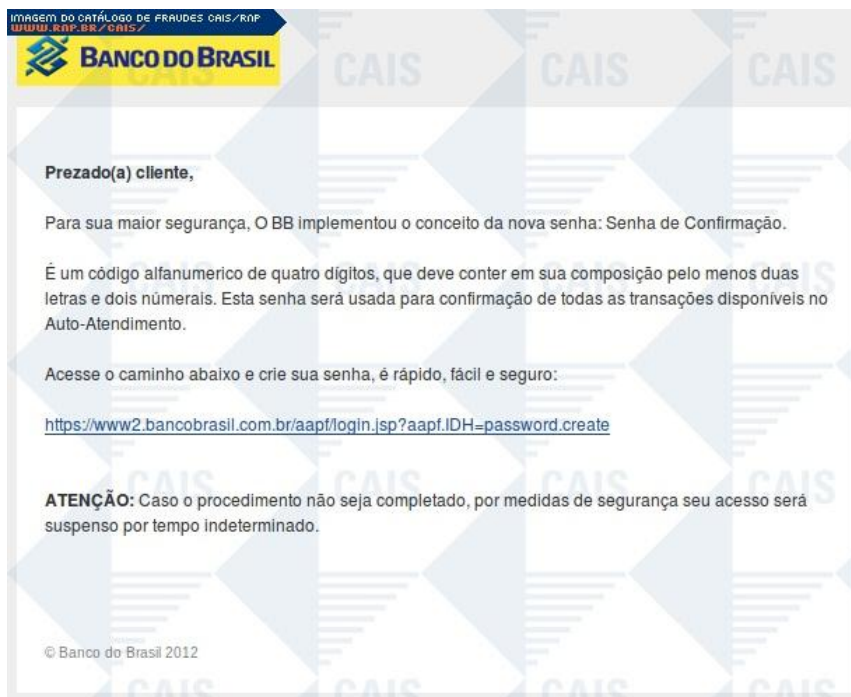 IMAGEM DO CATÁLOGO DE FRAUDES CAIS/RNP
WWW.RNP.BR/CAIS/
BANCO DO BRASIL
CAIS CAIS CAIS
Prezado(a) cliente,
Para sua maior segurança, O BB implementou o conceito da nova senha: Senha de Confirmação.
É um código alfanumerico de quatro dígitos, que deve conter em sua composição pelo menos duas
letras e dois númerais. Esta senha será usada para confirmação de todas as transações disponíveis no
Auto-Atendimento.
Acesse o caminho abaixo e crie sua senha, é rápido, fácil e seguro:
https://www2.bancobrasil.com.br/aapf/login.jsp?aapf.IDH=password.create
ATENÇÃO: Caso o procedimento não seja completado, por medidas de segurança seu acesso será
suspenso por tempo indeterminado.
© Banco do Brasil 2012
CAIS CAIS CAIS CAIS